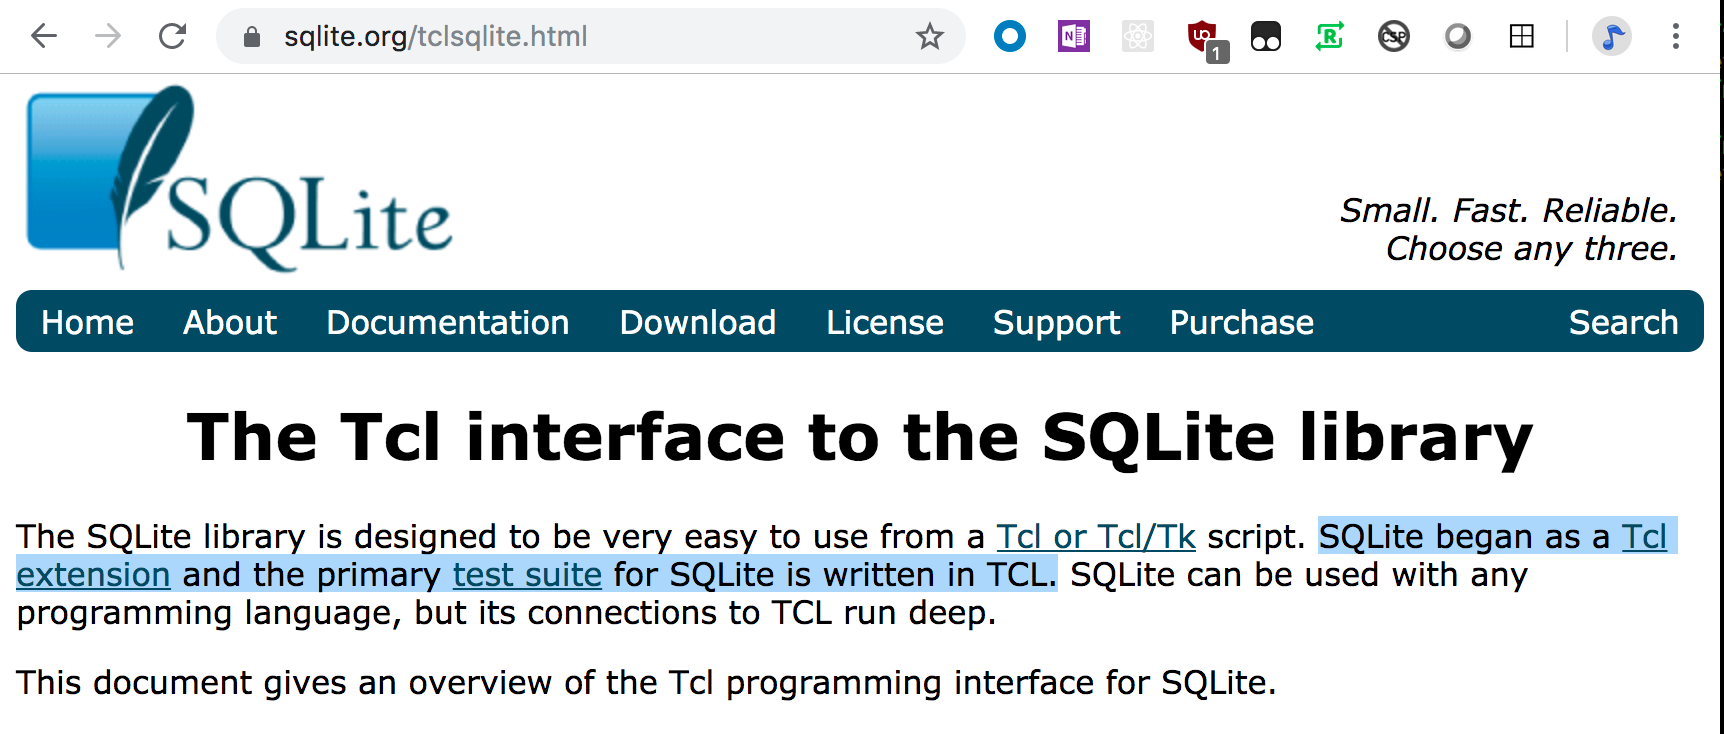 sqlite.org/tclsqlite.html
N
UD
1
R
CSP
SQLite
Small. Fast. Reliable.
Choose any three.
Home About Documentation Download License Support Purchase Search
The Tcl interface to the SQLite library
The SQLite library is designed to be very easy to use from a Tcl or Tcl/Tk script. SQLite began as a Tcl
extension and the primary test suite for SQLite is written in TCL. SQLite can be used with any
programming language, but its connections to TCL run deep.
This document gives an overview of the Tcl programming interface for SQLite.